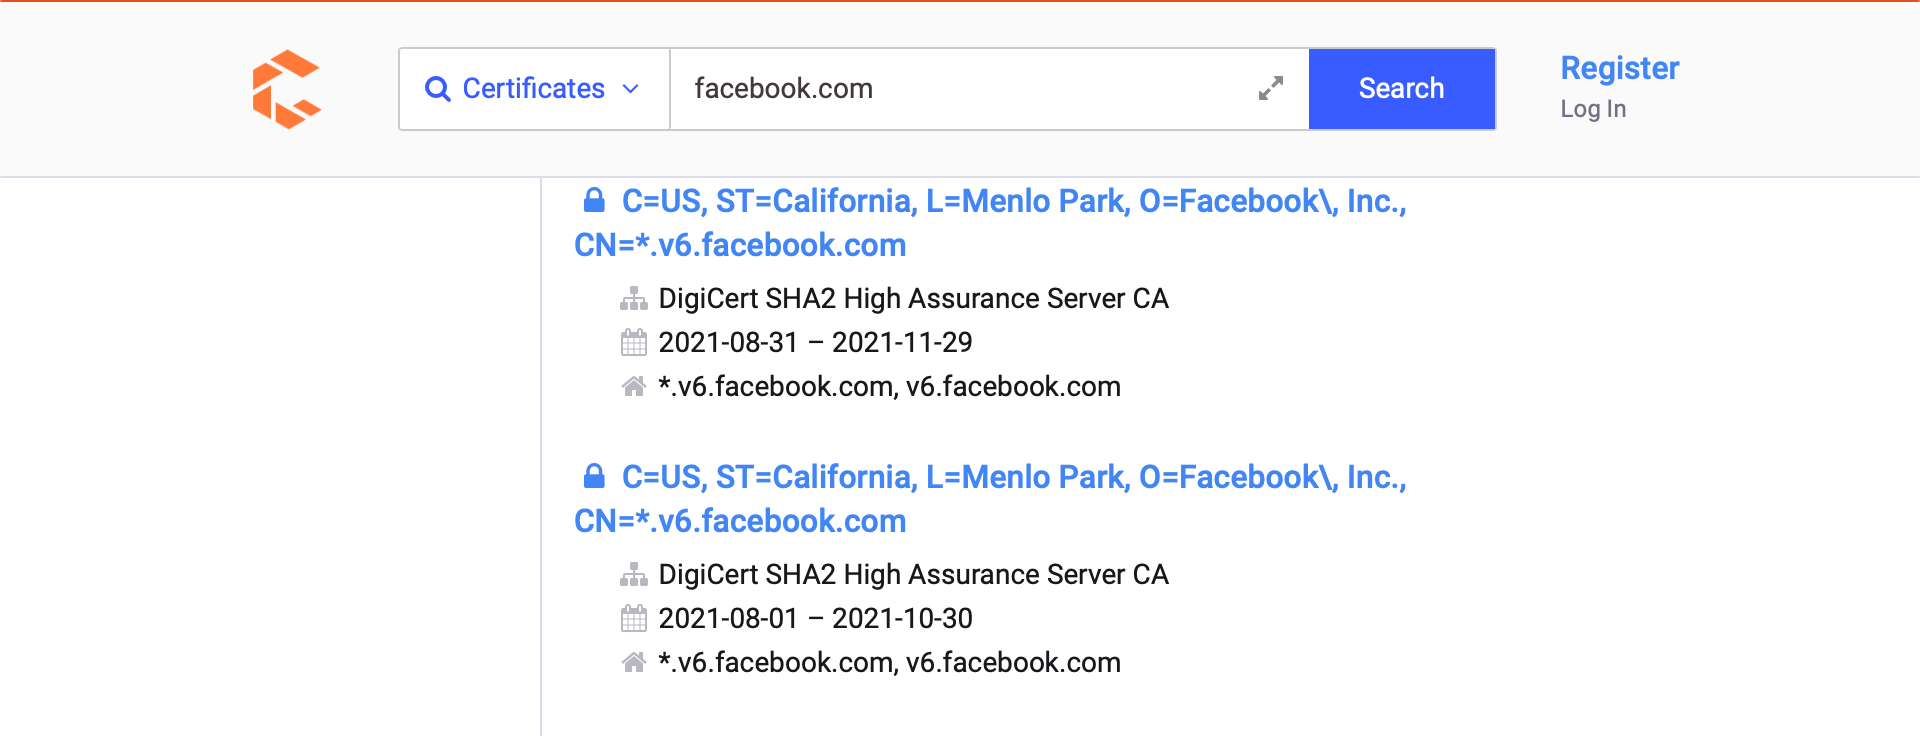 Certificates
facebook.com
Search
Register
Log In
C=US, ST=California, L=Menlo Park, O=Facebook\, Inc.,
CN=*.v6.facebook.com
DigiCert SHA2 High Assurance Server CA
2021-08-31 – 2021-11-29
*.v6.facebook.com, v6.facebook.com
C=US, ST=California, L=Menlo Park, O=Facebook\, Inc.,
CN=*.v6.facebook.com
DigiCert SHA2 High Assurance Server CA
2021-08-01 – 2021-10-30
*.v6.facebook.com, v6.facebook.com